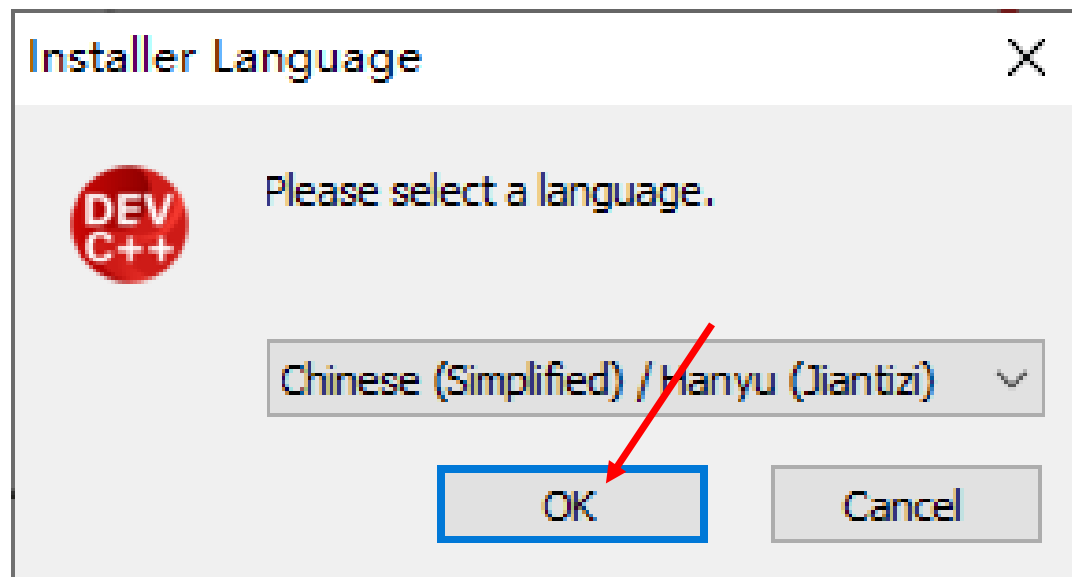 Installer Language
DEV
C++
Please select a language.
Chinese (Simplified) / Hanyu (Jiantizi)
OK
Cancel